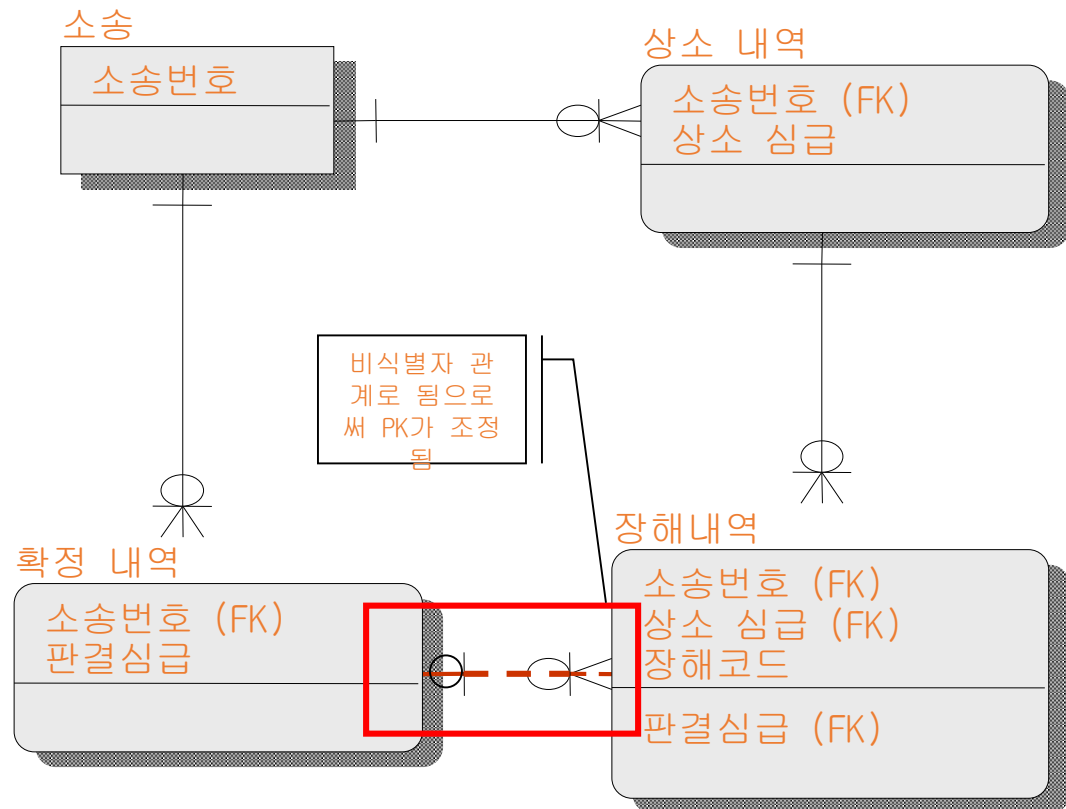 소송
소송번호
상소 내역
소송번호 (FK)
상소 심급
비식별자 관
계로 됨으로
써 PK가 조정
됨
확정 내역
소송번호 (FK)
판결심급
장해내역
소송번호 (FK)
상소 심급 (FK)
장해코드
판결심급 (FK)